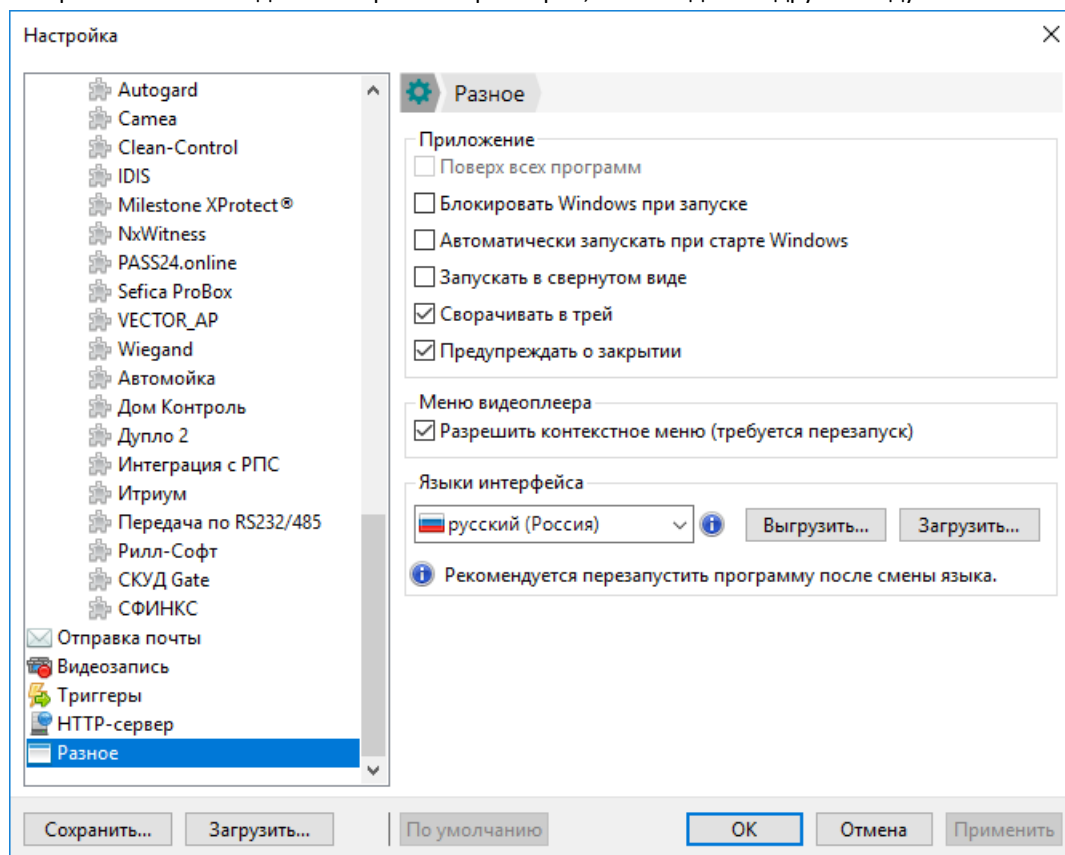 Настройка
Autogard
Camea
Clean-Control
IDIS
Milestone XProtect®
NxWitness
PASS24.online
Sefica ProBox
VECTOR_AP
Wiegand
Автомойка
Дом Контроль
Дупло 2
Интеграция с РПС
Итриум
Передача по RS232/485
Рилл-Софт
СКУД Gate
СФИНКС
Отправка почты
Видеозапись
Триггеры
HTTP-сервер
Разное
Разное
Приложение
Поверх всех программ
Блокировать Windows при запуске
Автоматически запускать при старте Windows
Запускать в свернутом виде
Сворачивать в трей
Предупреждать о закрытии
Меню видеоплеера
Разрешить контекстное меню (требуется перезапуск)
Языки интерфейса
русский (Россия) Выгрузить... Загрузить...
Рекомендуется перезапустить программу после смены языка.
Сохранить... Загрузить... По умолчанию OK Отмена Применить